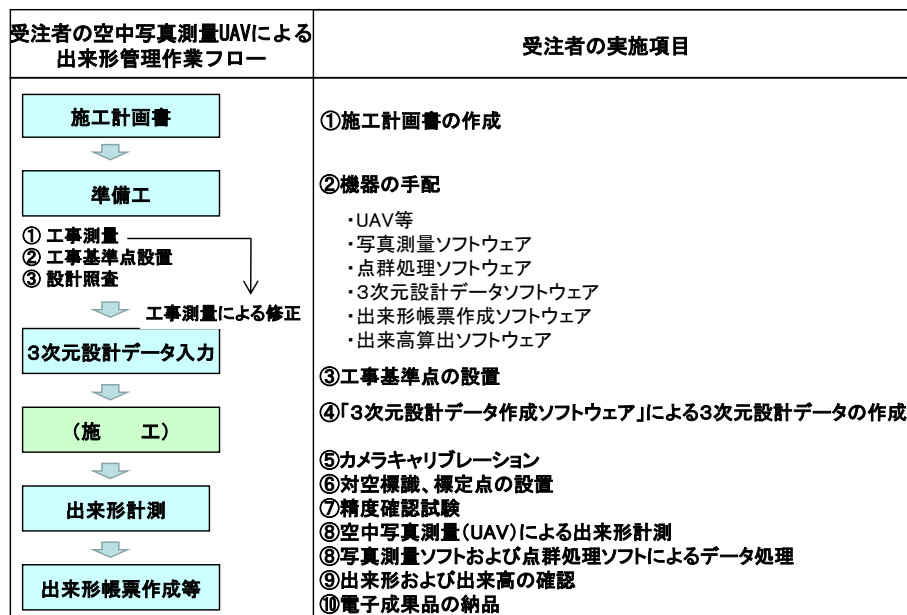 受注者の空中写真測量UAVによる
出来形管理作業フロー
受注者の実施項目
施工計画書
準備工
① 工事測量
② 工事基準点設置
③ 設計照査
工事測量による修正
3次元設計データ入力
(施　工)
出来形計測
出来形帳票作成等
①施工計画書の作成
②機器の手配
・UAV等
・写真測量ソフトウェア
・点群処理ソフトウェア
・3次元設計データソフトウェア
・出来形帳票作成ソフトウェア
・出来高算出ソフトウェア
③工事基準点の設置
④「3次元設計データ作成ソフトウェア」による3次元設計データの作成
⑤カメラキャリブレーション
⑥対空標識、標定点の設置
⑦精度確認試験
⑧空中写真測量(UAV)による出来形計測
⑧写真測量ソフトおよび点群処理ソフトによるデータ処理
⑨出来形および出来高の確認
⑩電子成果品の納品